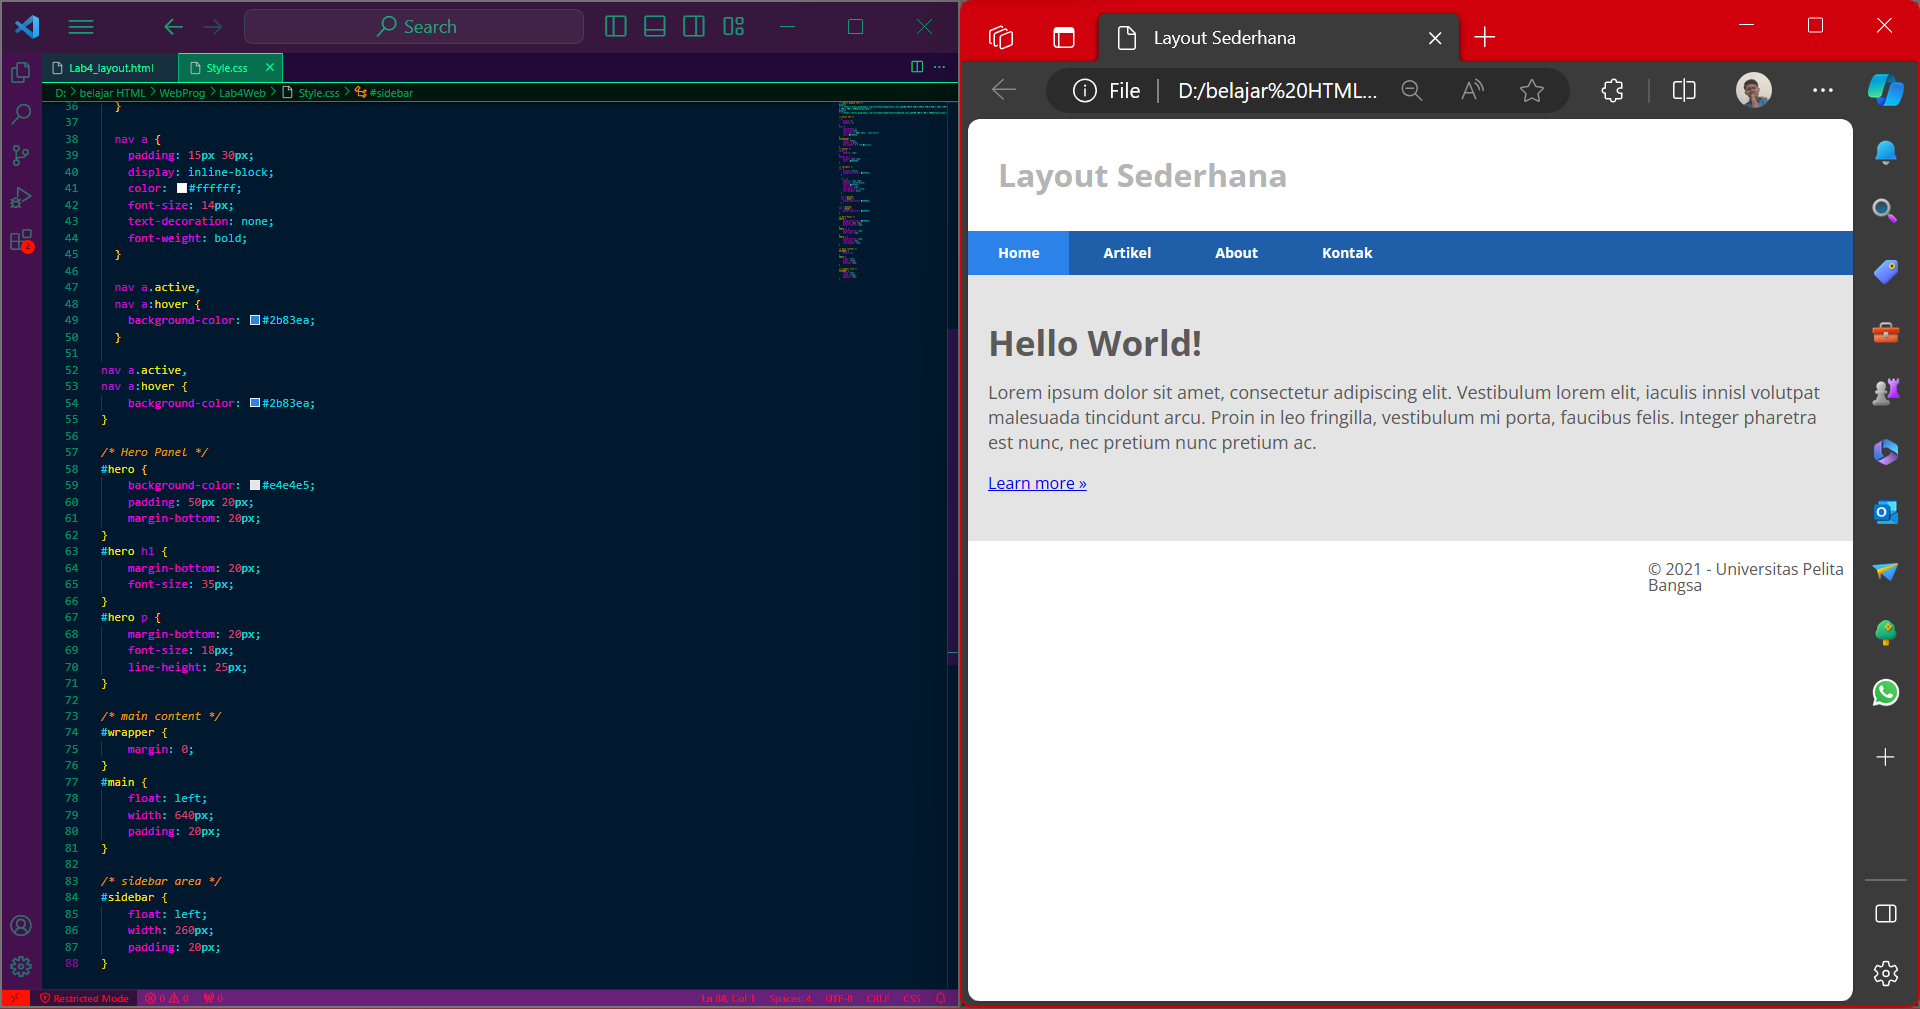 Search
Lab4_layout.html
Style.css
D: > belajar HTML > WebProg > Lab4Web > Style.css > #sidebar
36 }
37
38 nav a {
39 padding: 15px 30px;
40 display: inline-block;
41 color: #ffffff;
42 font-size: 14px;
43 text-decoration: none;
44 font-weight: bold;
45 }
46
47 nav a.active,
48 nav a:hover {
49 background-color: #2b83ea;
50 }
51
52 nav a.active,
53 nav a:hover {
54 background-color: #2b83ea;
55 }
56
57 /* Hero Panel */
58 #hero {
59 background-color: #e4e4e5;
60 padding: 50px 20px;
61 margin-bottom: 20px;
62 }
63 #hero h1 {
64 margin-bottom: 20px;
65 font-size: 35px;
66 }
67 #hero p {
68 margin-bottom: 20px;
69 font-size: 18px;
70 line-height: 25px;
71 }
72
73 /* main content */
74 #wrapper {
75 margin: 0;
76 }
77 #main {
78 float: left;
79 width: 640px;
80 padding: 20px;
81 }
82
83 /* sidebar area */
84 #sidebar {
85 float: left;
86 width: 260px;
87 padding: 20px;
88 }
2
Restricted Mode 0 0 0
Ln 88, Col 1 Spaces: 4 UTF-8 CRLF CSS
Layout Sederhana
File D:/belajar%20HTML...
Layout Sederhana
Home Artikel About Kontak
Hello World!
Lorem ipsum dolor sit amet, consectetur adipiscing elit. Vestibulum lorem elit, iaculis innisl volutpat
malesuada tincidunt arcu. Proin in leo fringilla, vestibulum mi porta, faucibus felis. Integer pharetra
est nunc, nec pretium nunc pretium ac.
Learn more »
© 2021 - Universitas Pelita
Bangsa